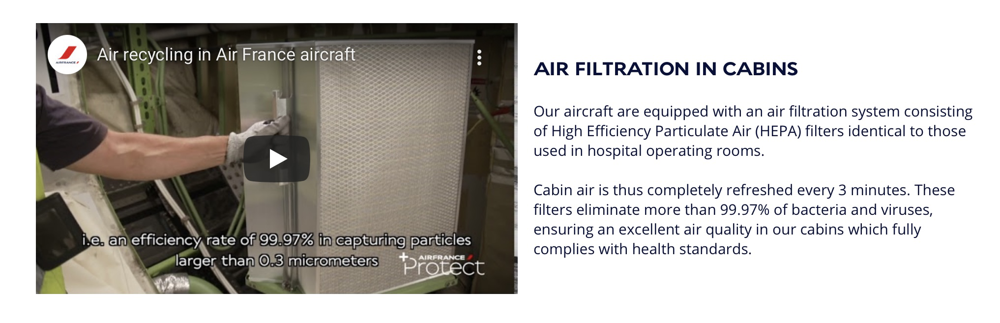 AIRFRANCE
Air recycling in Air France aircraft
i.e. an efficiency rate of 99.97% in capturing particles
larger than 0.3 micrometers
AIRFRANCE
Protect
AIR FILTRATION IN CABINS
Our aircraft are equipped with an air filtration system consisting
of High Efficiency Particulate Air (HEPA) filters identical to those
used in hospital operating rooms.
Cabin air is thus completely refreshed every 3 minutes. These
filters eliminate more than 99.97% of bacteria and viruses,
ensuring an excellent air quality in our cabins which fully
complies with health standards.